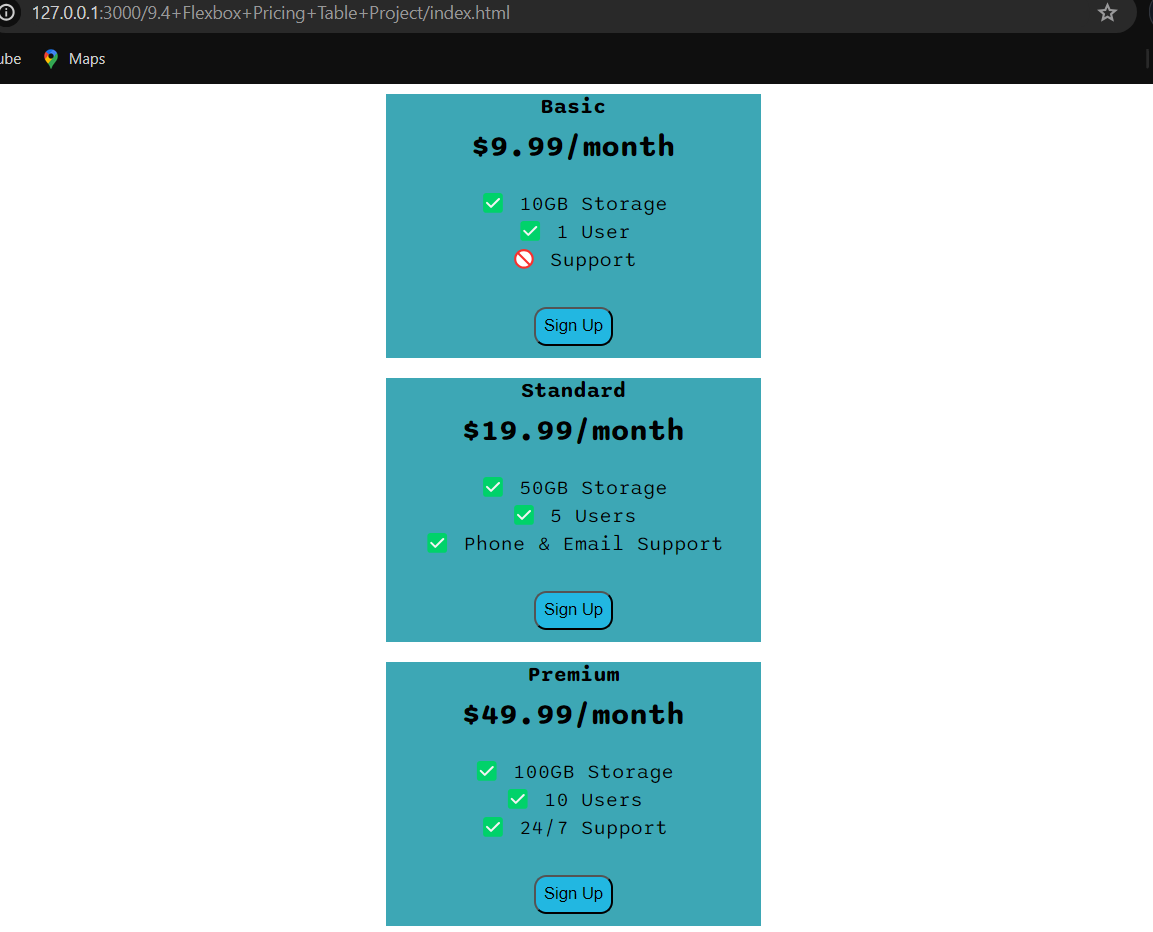 127.0.0.1:3000/9.4+Flexbox+Pricing+Table+Project/index.html
ube Maps
Basic
$9.99/month
✅ 10GB Storage
✅ 1 User
🚫 Support
Sign Up
Standard
$19.99/month
✅ 50GB Storage
✅ 5 Users
✅ Phone & Email Support
Sign Up
Premium
$49.99/month
✅ 100GB Storage
✅ 10 Users
✅ 24/7 Support
Sign Up